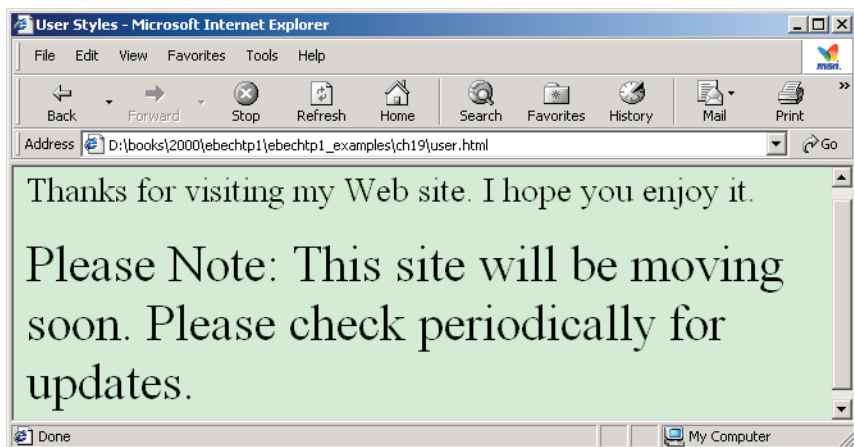 User Styles - Microsoft Internet Explorer
File Edit View Favorites Tools Help
msn.
Back Forward Stop Refresh Home Search Favorites History Mail Print »
Address D:\books\2000\ebechtp1\ebechtp1_examples\ch19\user.html Go
Thanks for visiting my Web site. I hope you enjoy it.
Please Note: This site will be moving
soon. Please check periodically for
updates.
Done My Computer